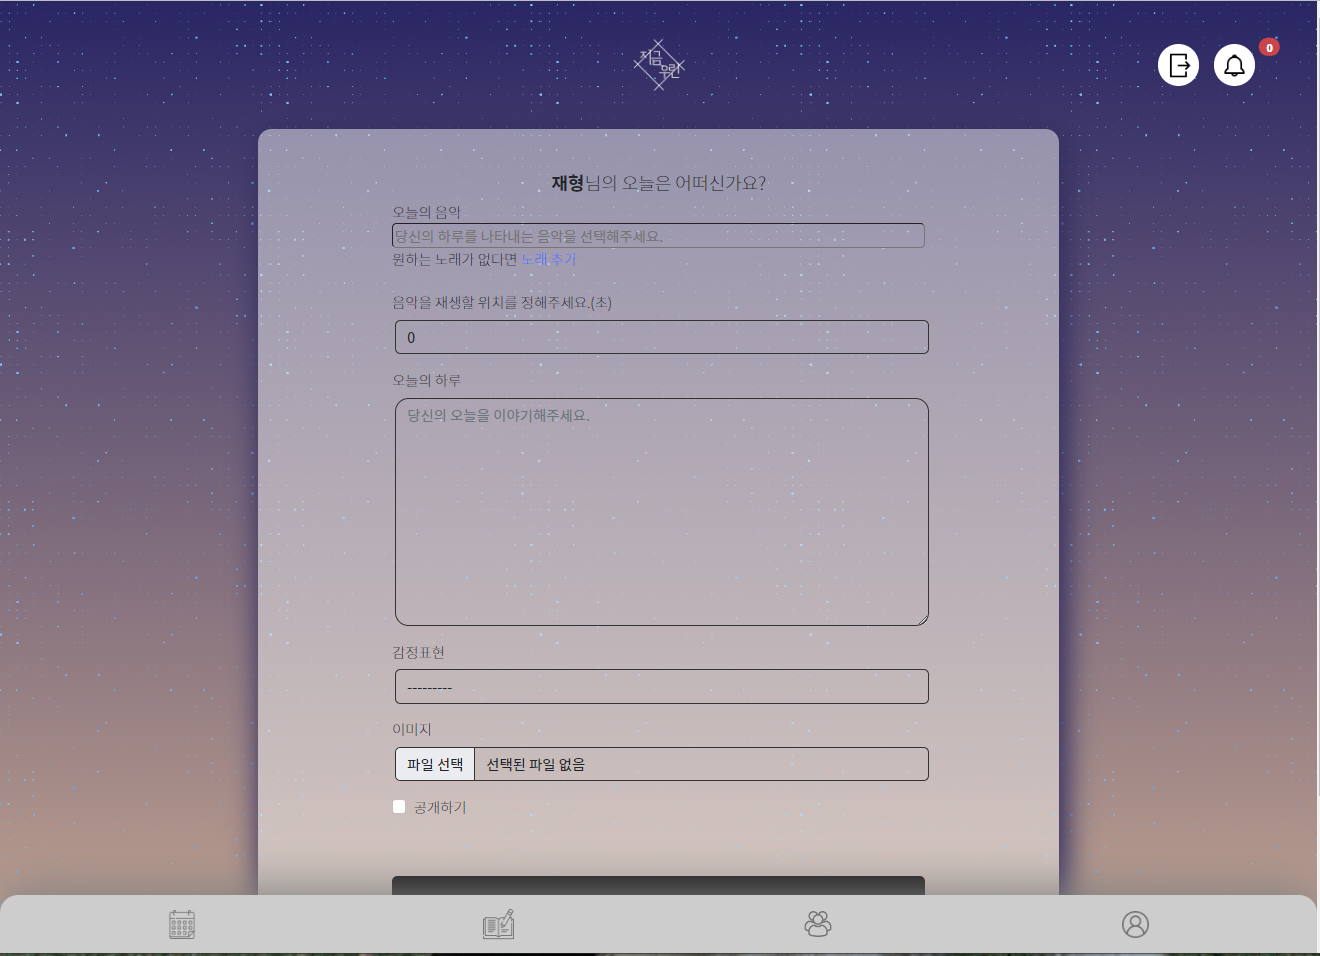 지금
우린
0
재형님의 오늘은 어떠신가요?
오늘의 음악
당신의 하루를 나타내는 음악을 선택해주세요.
원하는 노래가 없다면 노래 추가
음악을 재생할 위치를 정해주세요.(초)
0
오늘의 하루
당신의 오늘을 이야기해주세요.
감정표현
---------
이미지
파일 선택 선택된 파일 없음
공개하기